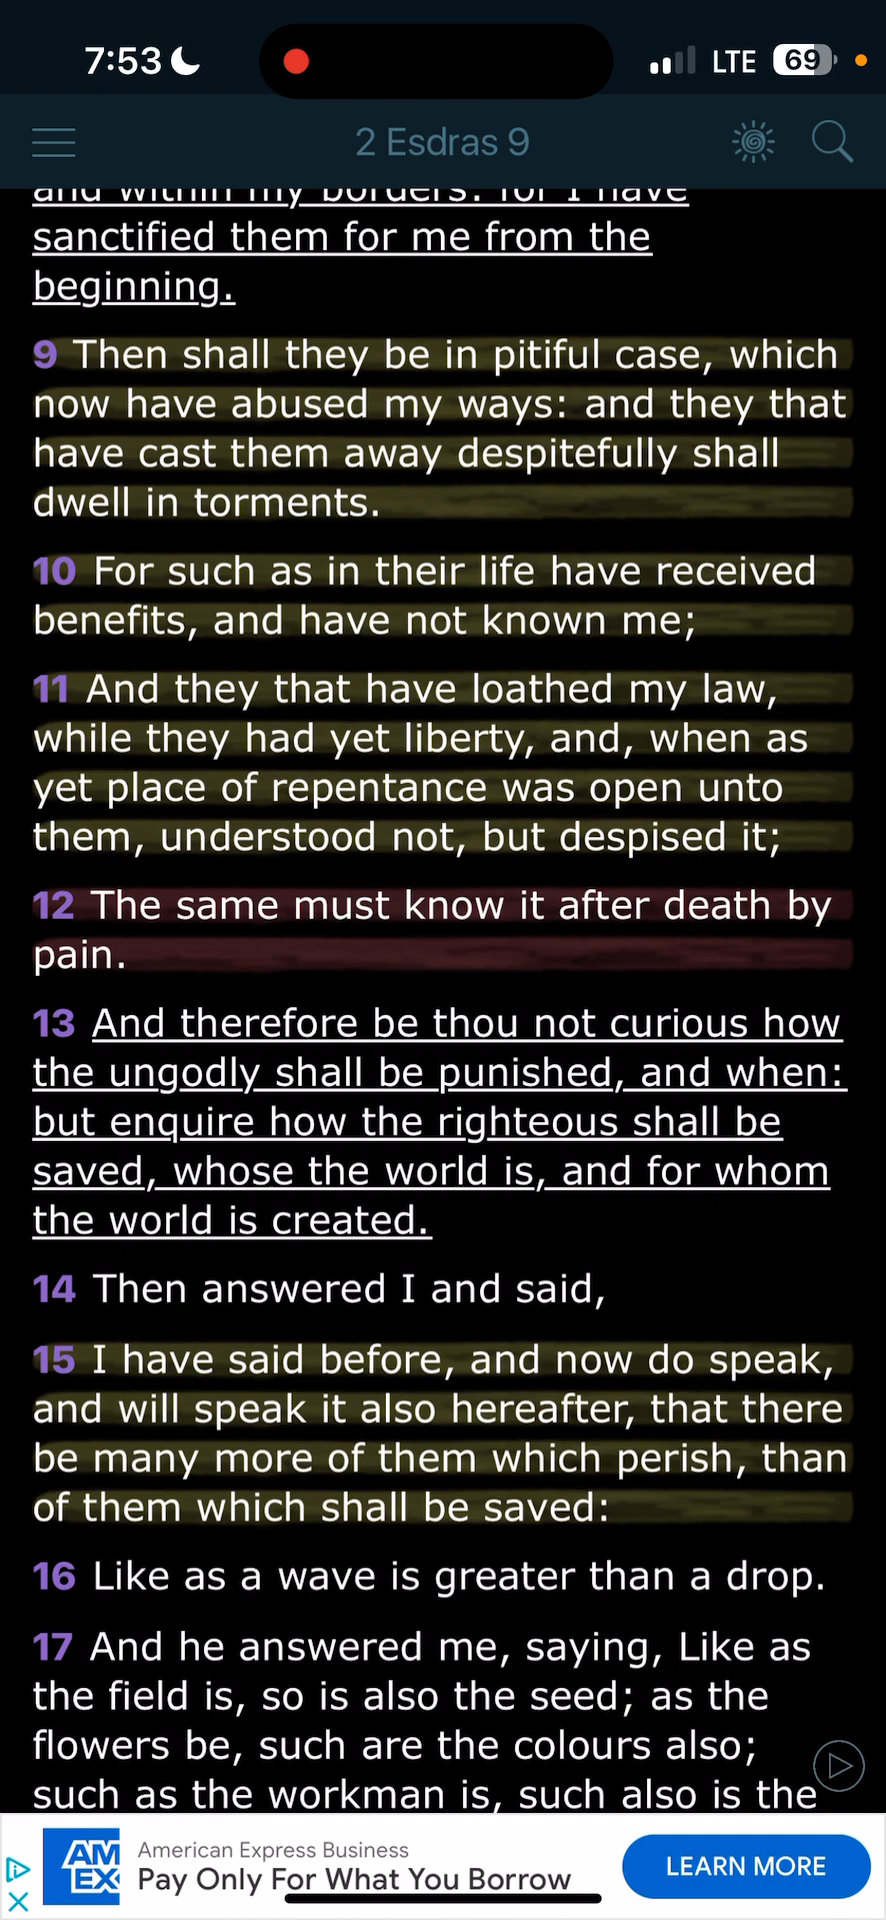 7:53
LTE
69
2 Esdras 9
and within my borders: for I have
sanctified them for me from the
beginning.
9 Then shall they be in pitiful case, which
now have abused my ways: and they that
have cast them away despitefully shall
dwell in torments.
10 For such as in their life have received
benefits, and have not known me;
11 And they that have loathed my law,
while they had yet liberty, and, when as
yet place of repentance was open unto
them, understood not, but despised it;
12 The same must know it after death by
pain.
13 And therefore be thou not curious how
the ungodly shall be punished, and when:
but enquire how the righteous shall be
saved, whose the world is, and for whom
the world is created.
14 Then answered I and said,
15 I have said before, and now do speak,
and will speak it also hereafter, that there
be many more of them which perish, than
of them which shall be saved:
16 Like as a wave is greater than a drop.
17 And he answered me, saying, Like as
the field is, so is also the seed; as the
flowers be, such are the colours also;
such as the workman is, such also is the
AM
EX
American Express Business
Pay Only For What You Borrow
LEARN MORE